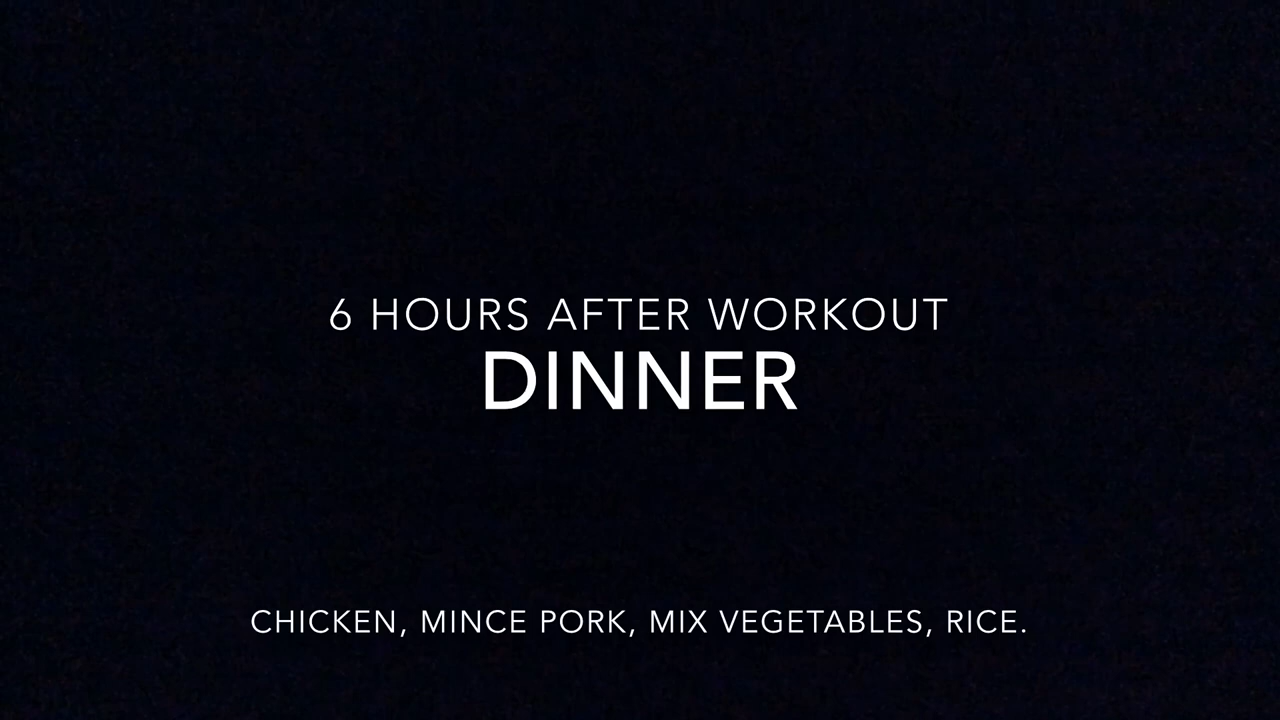 6 HOURS AFTER WORKOUT
DINNER
CHICKEN, MINCE PORK, MIX VEGETABLES, RICE.